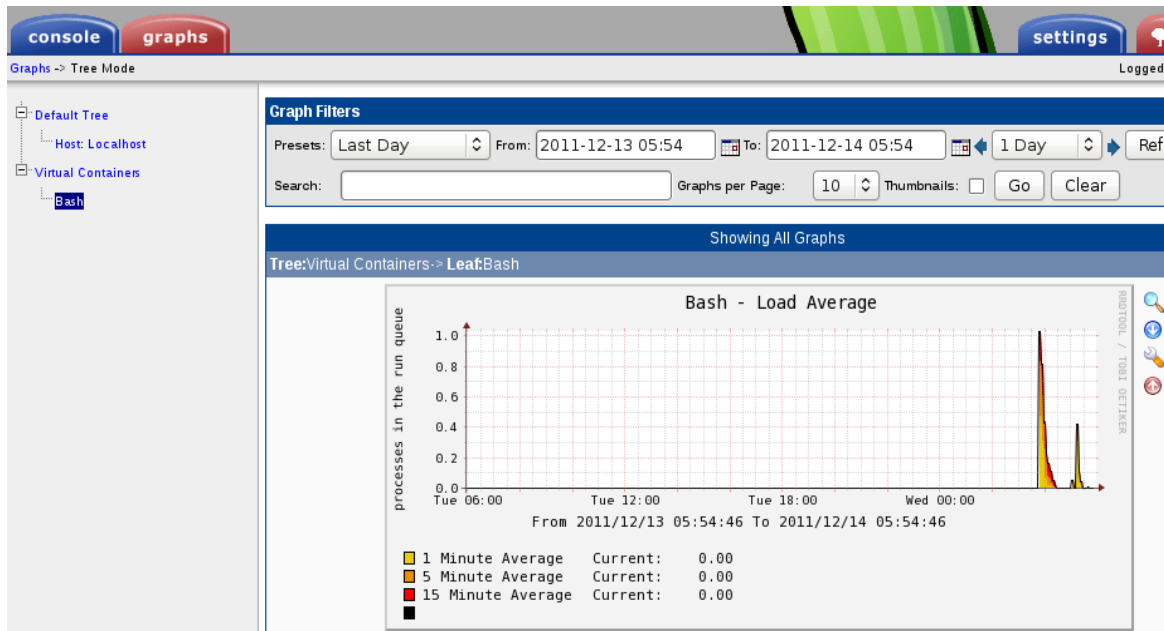 console graphs settings
Graphs -> Tree Mode Logged
Default Tree
Host: Localhost
Virtual Containers
Bash
Graph Filters
Presets: Last Day From: 2011-12-13 05:54 To: 2011-12-14 05:54 1 Day Ref
Search: Graphs per Page: 10 Thumbnails: Go Clear
Showing All Graphs
Tree:Virtual Containers-> Leaf:Bash
Bash - Load Average
processes in the run queue
1.0
0.8
0.6
0.4
0.2
0.0
Tue 06:00 Tue 12:00 Tue 18:00 Wed 00:00
From 2011/12/13 05:54:46 To 2011/12/14 05:54:46
1 Minute Average Current: 0.00
5 Minute Average Current: 0.00
15 Minute Average Current: 0.00
RRDTOOL / TOBI OETIKER